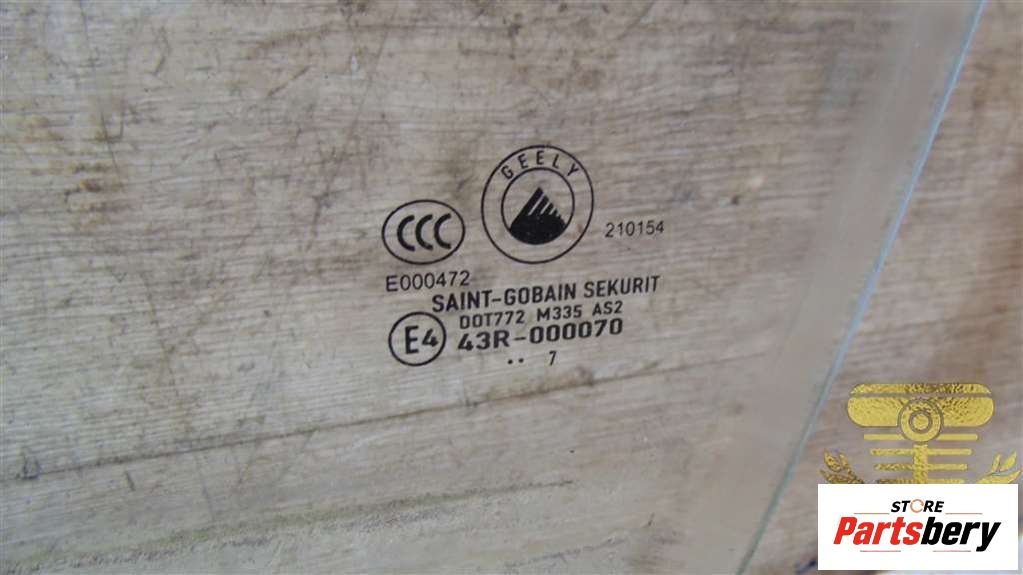 GEELY
CCC
210154
E000472
SAINT-GOBAIN SEKURIT
DOT772 M335 AS2
E4 43R-000070
.. 7
STORE
Partsbery